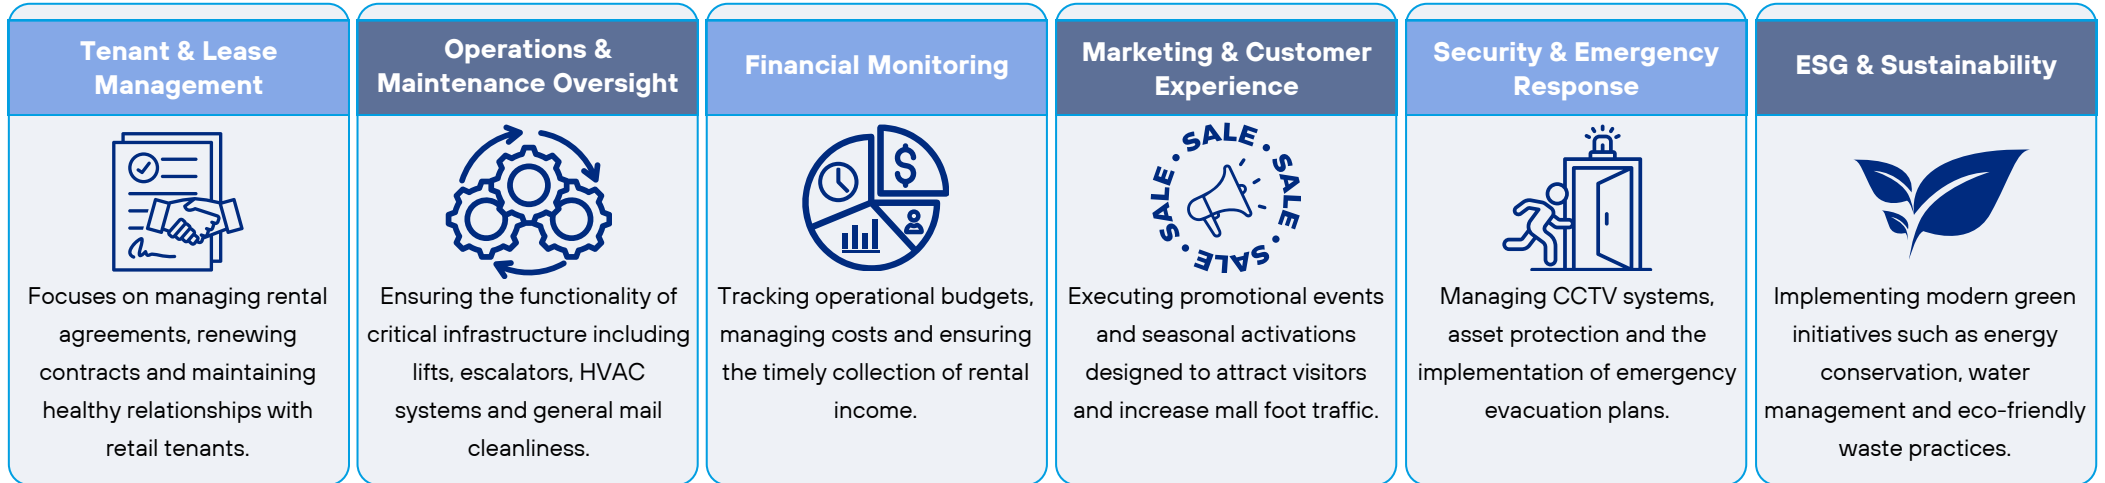 Tenant & Lease
Management
Focuses on managing rental
agreements, renewing
contracts and maintaining
healthy relationships with
retail tenants.
Operations &
Maintenance Oversight
Ensuring the functionality of
critical infrastructure including
lifts, escalators, HVAC
systems and general mail
cleanliness.
Financial Monitoring
$
Tracking operational budgets,
managing costs and ensuring
the timely collection of rental
income.
Marketing & Customer
Experience
SALE • SALE • SALE • SALE •
Executing promotional events
and seasonal activations
designed to attract visitors
and increase mall foot traffic.
Security & Emergency
Response
Managing CCTV systems,
asset protection and the
implementation of emergency
evacuation plans.
ESG & Sustainability
Implementing modern green
initiatives such as energy
conservation, water
management and eco-friendly
waste practices.